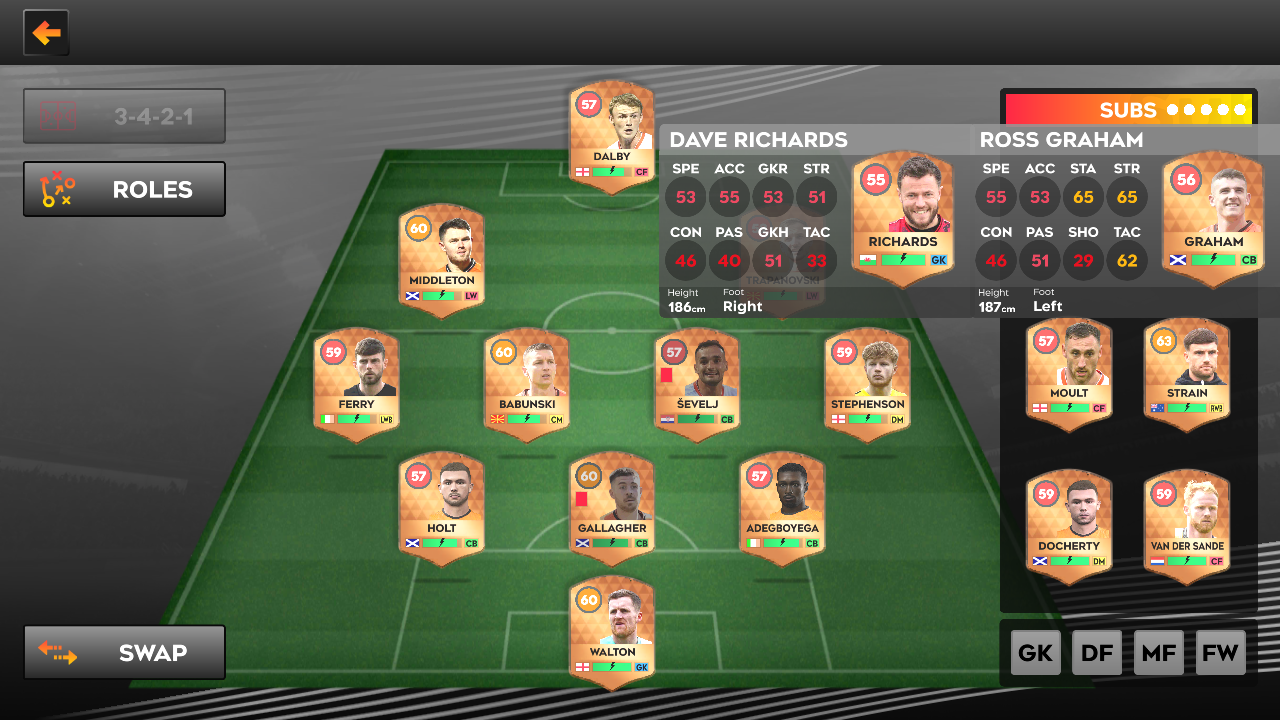 3-4-2-1
ROLES
57
DALBY
CF
SUBS
DAVE RICHARDS
SPE ACC GKR STR
53 55 53 51
CON PAS GKH TAC
46 40 51 33
Height Foot
186cm Right
55
RICHARDS
GK
ROSS GRAHAM
SPE ACC STA STR
55 53 65 65
CON PAS SHO TAC
46 51 29 62
Height Foot
187cm Left
56
GRAHAM
CB
60
MIDDLETON
LW
TRAPANOVSKI
LW
59
FERRY
LWB
60
BABUNSKI
CM
57
ŠEVELJ
CB
59
STEPHENSON
DM
57
MOULT
CF
63
STRAIN
RWB
57
HOLT
CB
60
GALLAGHER
CB
57
ADEGBOYEGA
CB
59
DOCHERTY
DM
59
VAN DER SANDE
CF
60
WALTON
GK
SWAP
GK DF MF FW